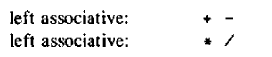 left associative: + -
left associative: * /